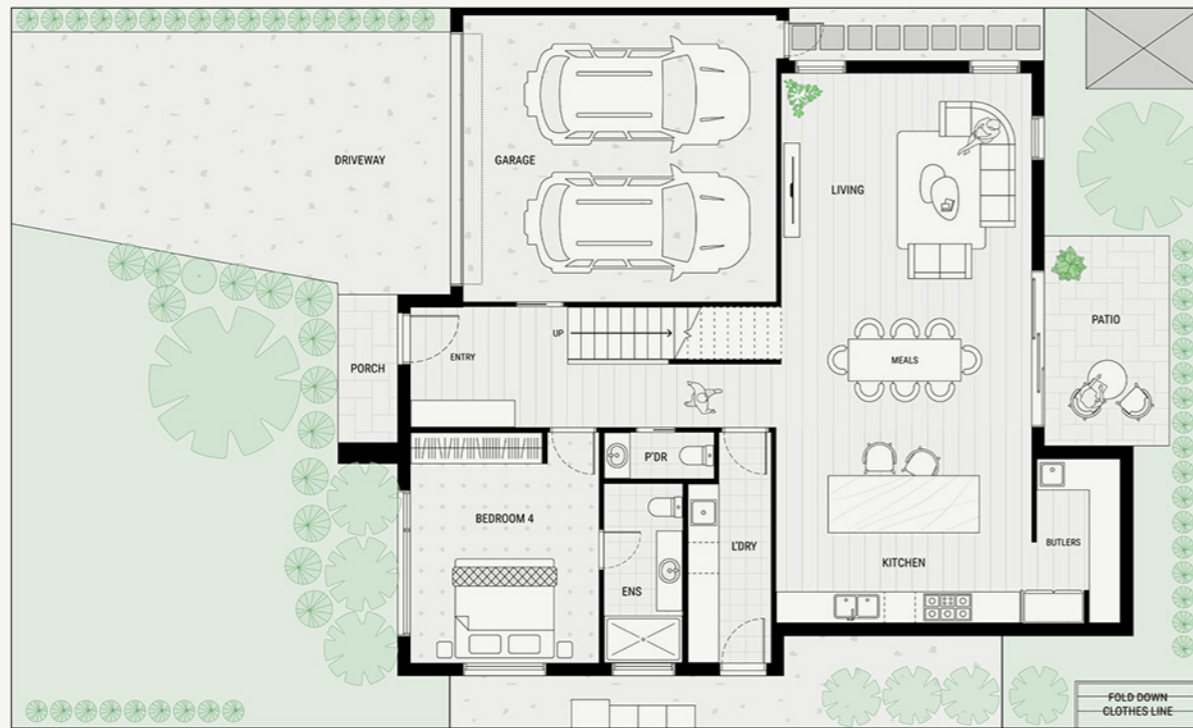 DRIVEWAY
GARAGE
LIVING
PATIO
UP
ENTRY
MEALS
PORCH
P'DR
BEDROOM 4
L'DRY
BUTLERS
KITCHEN
ENS
FOLD DOWN
CLOTHES LINE